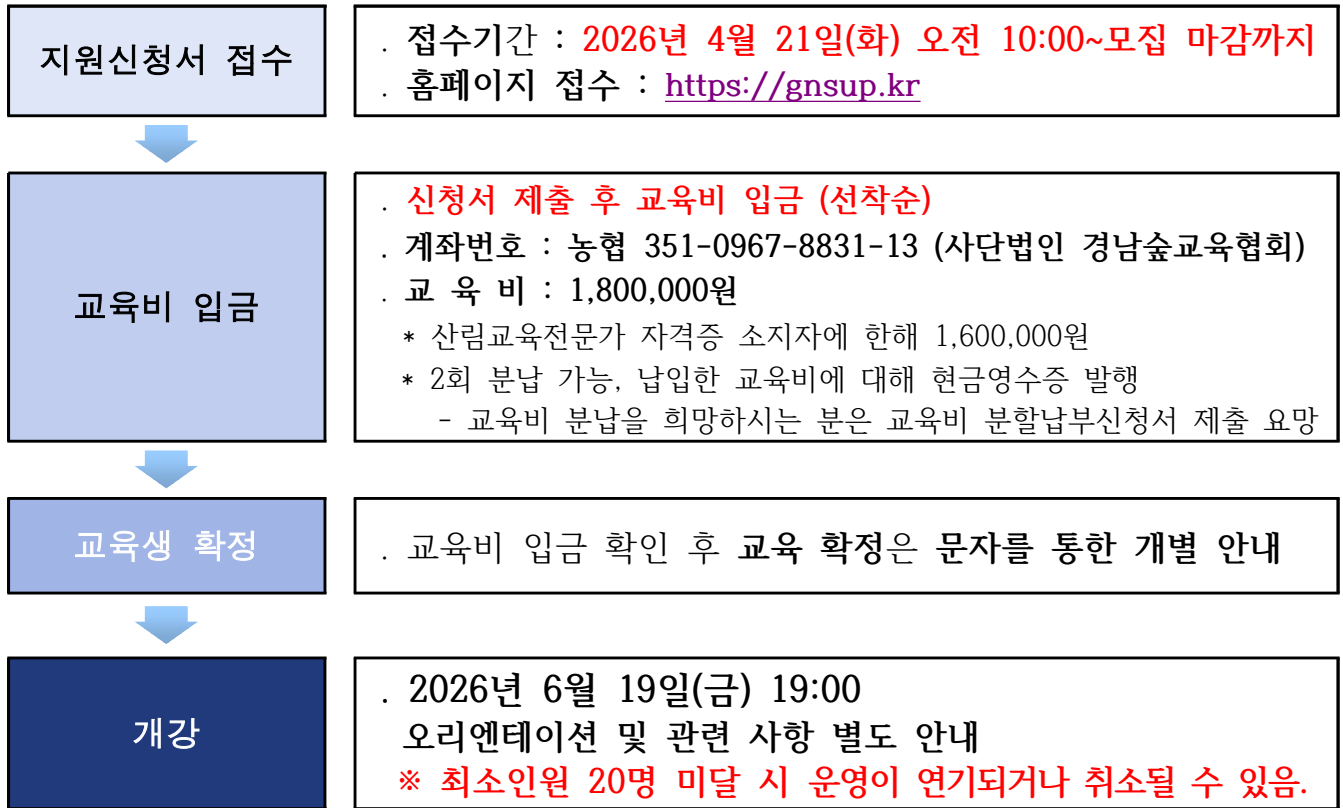 지원신청서 접수
. 접수기간 : 2026년 4월 21일(화) 오전 10:00~모집 마감까지
. 홈페이지 접수 : https://gnsup.kr
교육비 입금
. 신청서 제출 후 교육비 입금 (선착순)
. 계좌번호 : 농협 351-0967-8831-13 (사단법인 경남숲교육협회)
. 교 육 비 : 1,800,000원
* 산림교육전문가 자격증 소지자에 한해 1,600,000원
* 2회 분납 가능, 납입한 교육비에 대해 현금영수증 발행
- 교육비 분납을 희망하시는 분은 교육비 분할납부신청서 제출 요망
교육생 확정
. 교육비 입금 확인 후 교육 확정은 문자를 통한 개별 안내
개강
. 2026년 6월 19일(금) 19:00
오리엔테이션 및 관련 사항 별도 안내
※ 최소인원 20명 미달 시 운영이 연기되거나 취소될 수 있음.